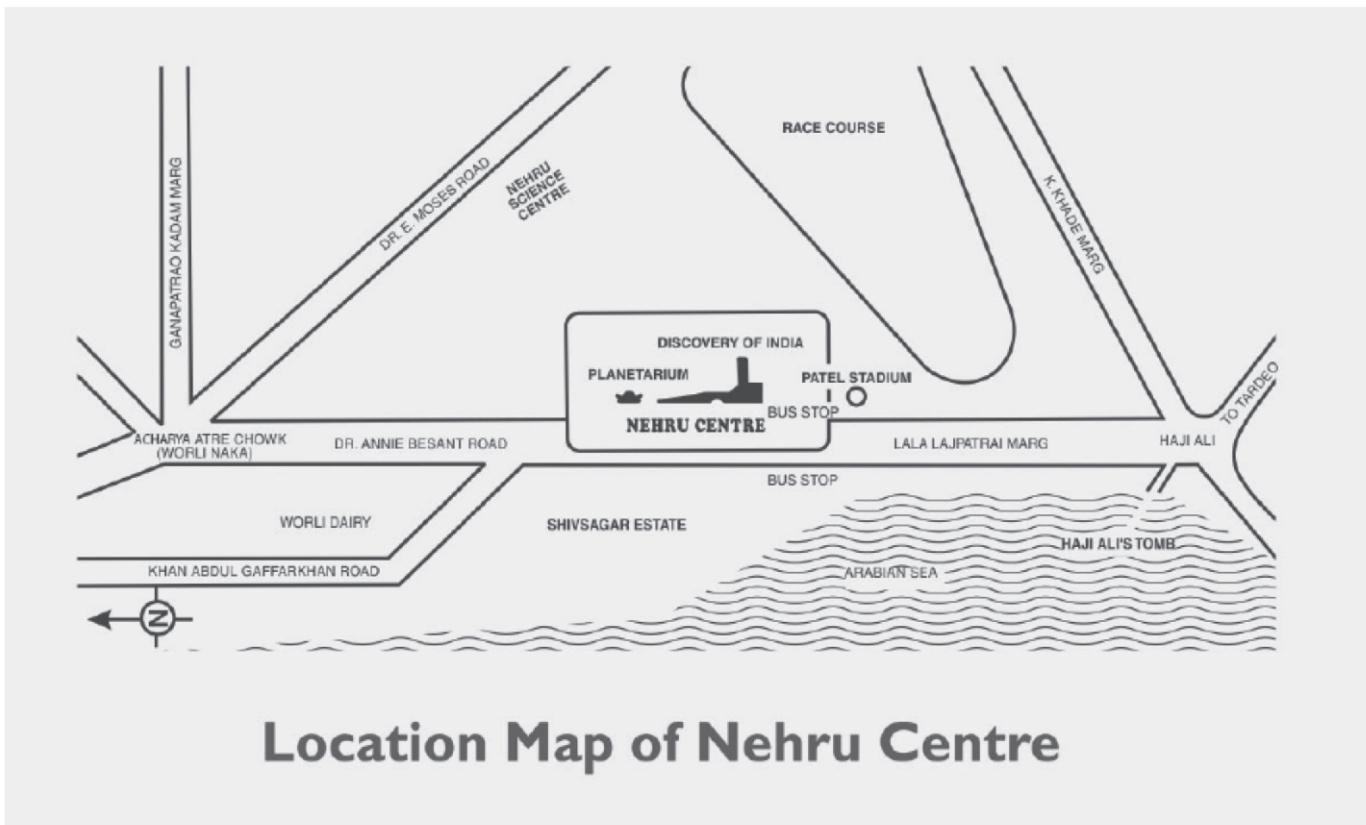 RACE COURSE
GANAPATRAO KADAM MARG
DR. E. MOSES ROAD
NEHRU
SCIENCE
CENTRE
K. KHADE MARG
DISCOVERY OF INDIA
PLANETARIUM
PATEL STADIUM
TO TARDEO
BUS STOP
NEHRU CENTRE
ACHARYA ATRE CHOWK
(WORLI NAKA)
DR. ANNIE BESANT ROAD
LALA LAJPATRAI MARG
HAJI ALI
BUS STOP
WORLI DAIRY
SHIVSAGAR ESTATE
HAJI ALI'S TOMB
KHAN ABDUL GAFFARKHAN ROAD
ARABIAN SEA
N
Location Map of Nehru Centre